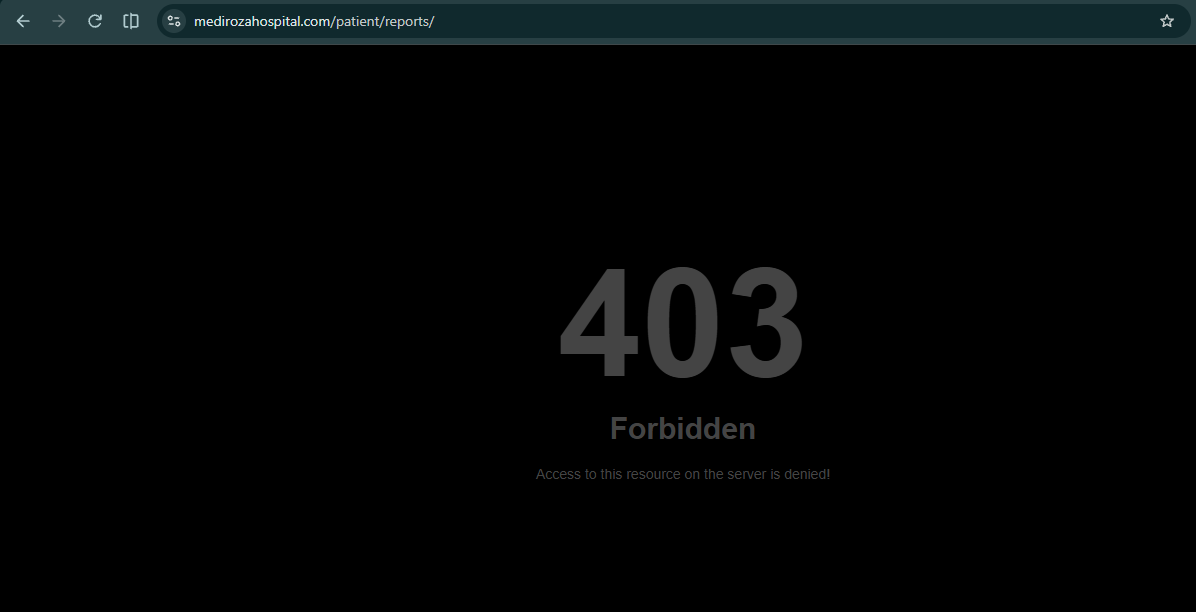 medirozahospital.com/patient/reports/
403
Forbidden
Access to this resource on the server is denied!